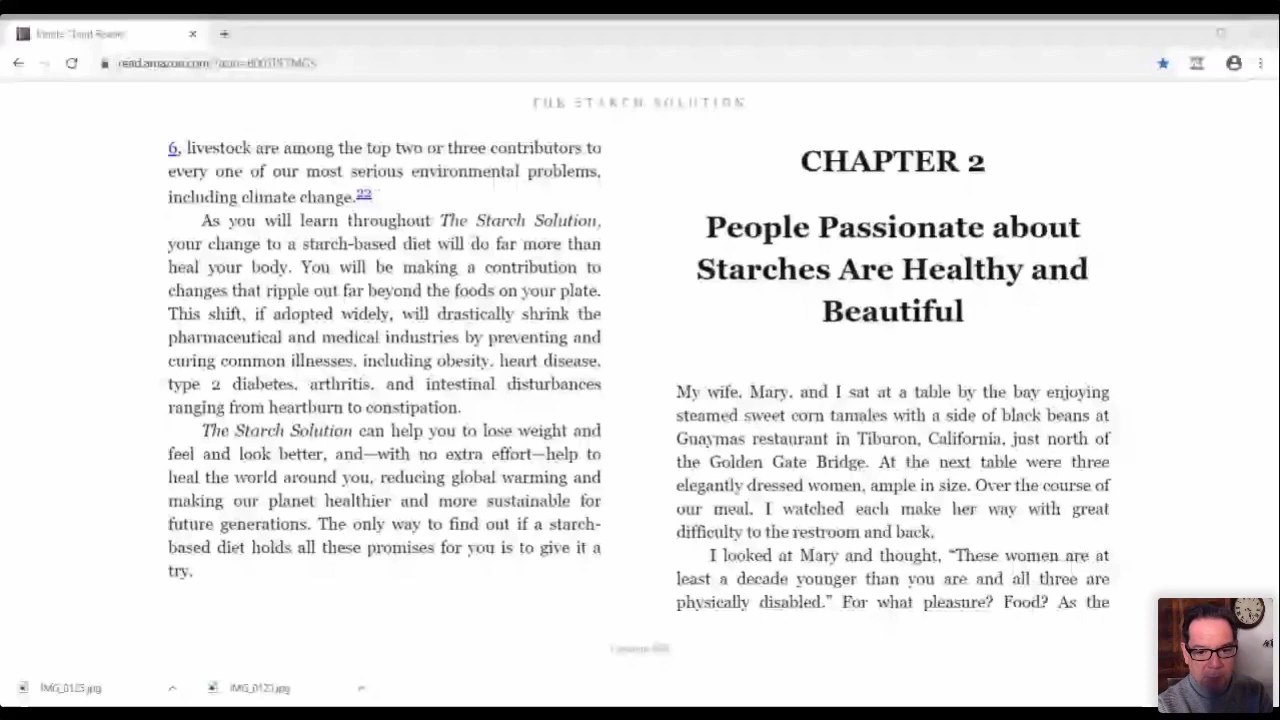 THE STARCH SOLUTION
6, livestock are among the top two or three contributors to
every one of our most serious environmental problems,
including climate change.22
As you will learn throughout The Starch Solution,
your change to a starch-based diet will do far more than
heal your body. You will be making a contribution to
changes that ripple out far beyond the foods on your plate.
This shift, if adopted widely, will drastically shrink the
pharmaceutical and medical industries by preventing and
curing common illnesses, including obesity, heart disease,
type 2 diabetes, arthritis, and intestinal disturbances
ranging from heartburn to constipation.
The Starch Solution can help you to lose weight and
feel and look better, and—with no extra effort—help to
heal the world around you, reducing global warming and
making our planet healthier and more sustainable for
future generations. The only way to find out if a starch-
based diet holds all these promises for you is to give it a
try.
CHAPTER 2
People Passionate about
Starches Are Healthy and
Beautiful
My wife, Mary, and I sat at a table by the bay enjoying
steamed sweet corn tamales with a side of black beans at
Guaymas restaurant in Tiburon, California, just north of
the Golden Gate Bridge. At the next table were three
elegantly dressed women, ample in size. Over the course of
our meal, I watched each make her way with great
difficulty to the restroom and back.
I looked at Mary and thought, “These women are at
least a decade younger than you are and all three are
physically disabled.” For what pleasure? Food? As the
IMG_0123.jpg
IMG_0123.jpg